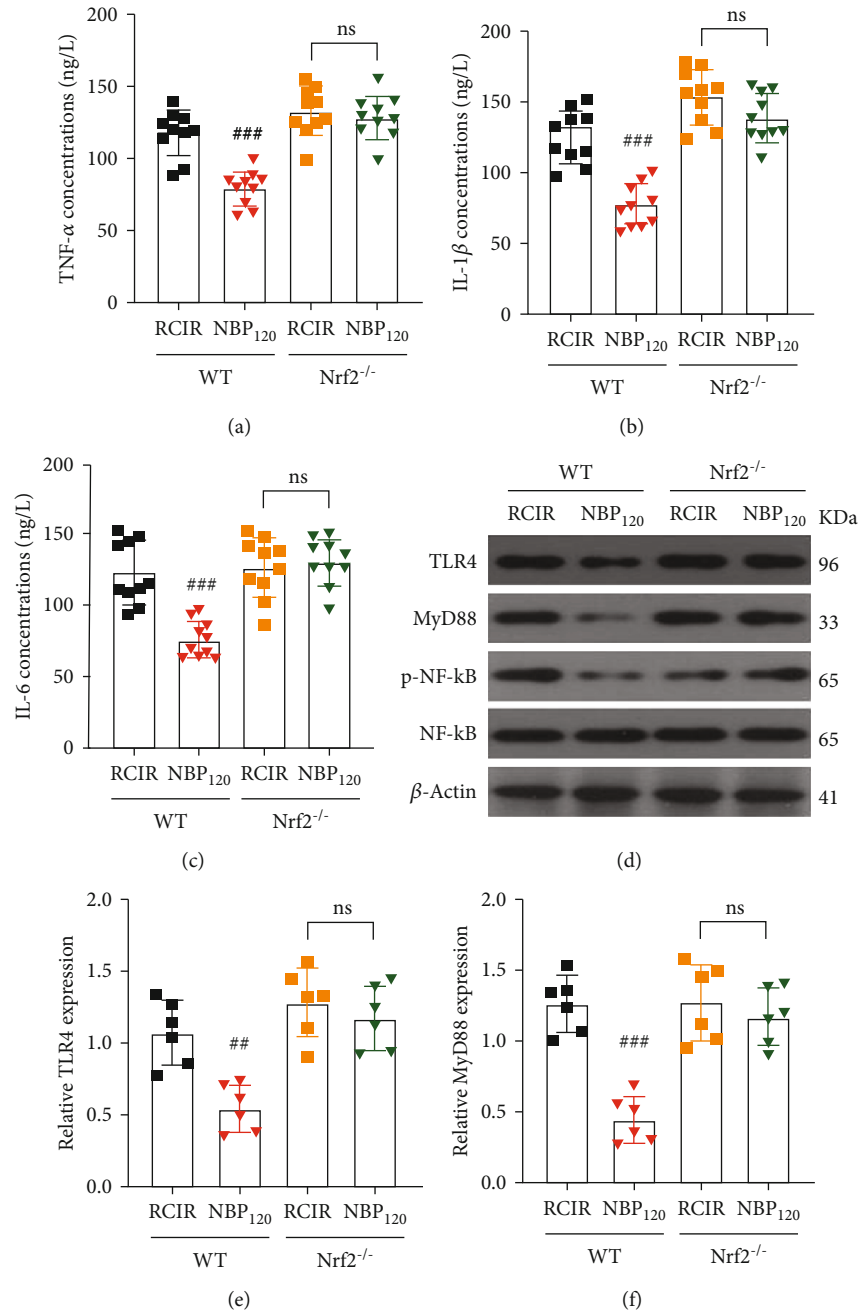 TNF-α concentrations (ng/L)
200
150
100
50
0
###
ns
RCIR NBP120 RCIR NBP120
WT Nrf2-/-
(a)
IL-1β concentrations (ng/L)
200
150
100
50
0
###
ns
RCIR NBP120 RCIR NBP120
WT Nrf2-/-
(b)
IL-6 concentrations (ng/L)
200
150
100
50
0
###
ns
RCIR NBP120 RCIR NBP120
WT Nrf2-/-
(c)
WT Nrf2-/-
RCIR NBP120 RCIR NBP120 KDa
TLR4 96
MyD88 33
p-NF-kB 65
NF-kB 65
β-Actin 41
(d)
Relative TLR4 expression
2.0
1.5
1.0
0.5
0.0
##
ns
RCIR NBP120 RCIR NBP120
WT Nrf2-/-
(e)
Relative MyD88 expression
2.0
1.5
1.0
0.5
0.0
###
ns
RCIR NBP120 RCIR NBP120
WT Nrf2-/-
(f)